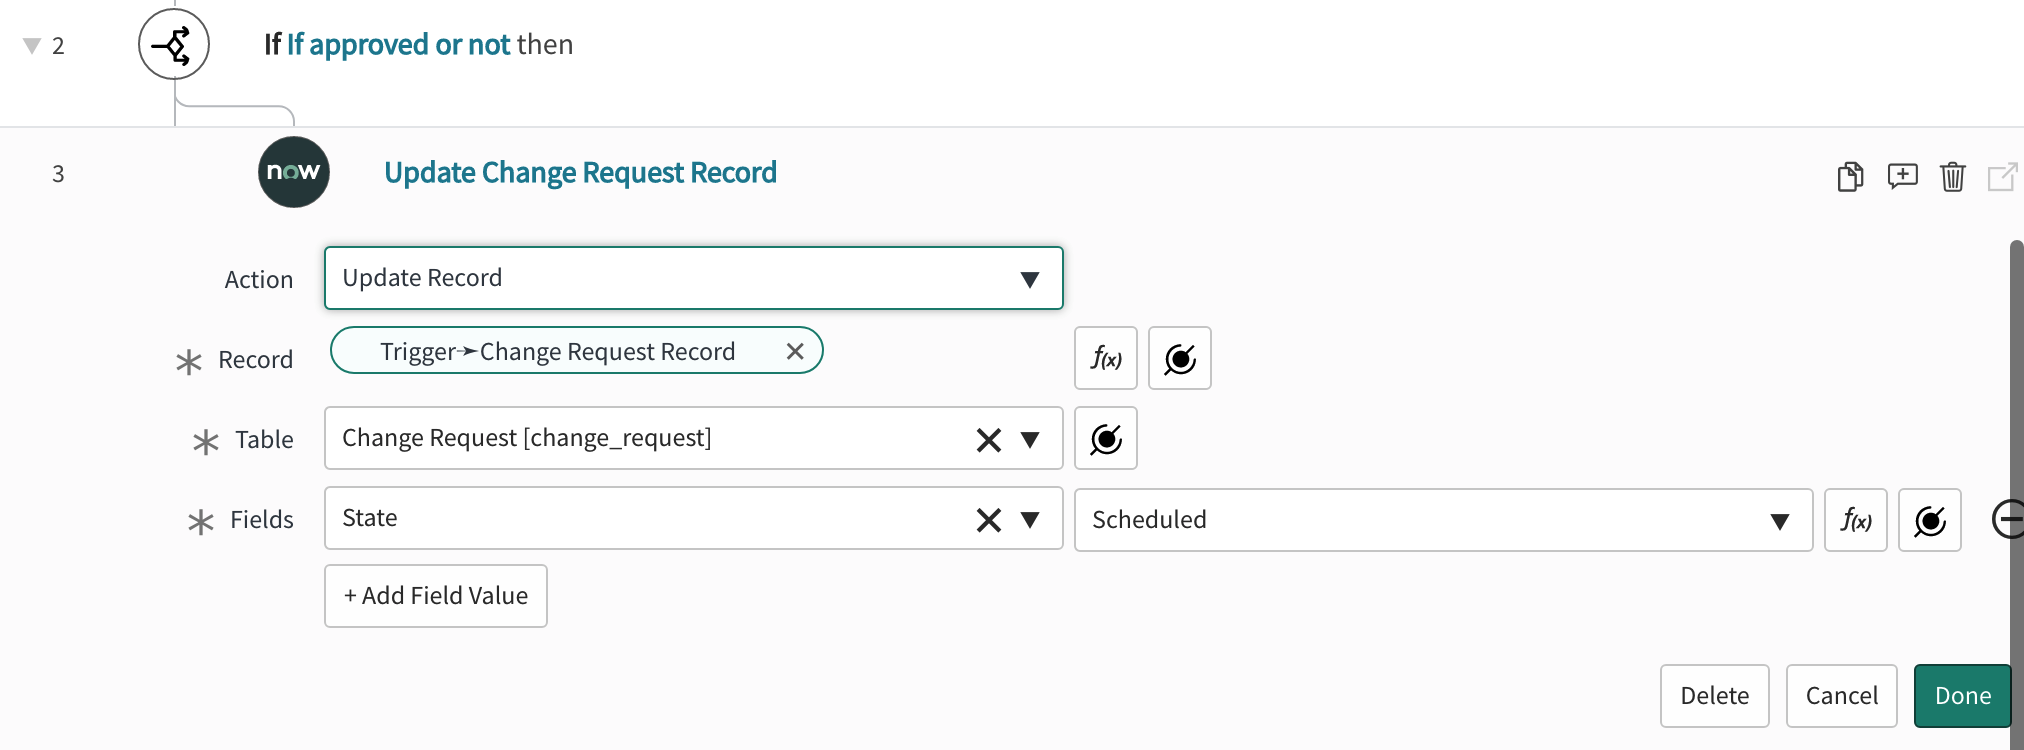 2 If If approved or not then
3 now Update Change Request Record
Action Update Record
* Record Trigger➛Change Request Record f(x)
* Table Change Request [change_request]
* Fields State Scheduled f(x)
+ Add Field Value
Delete Cancel Done